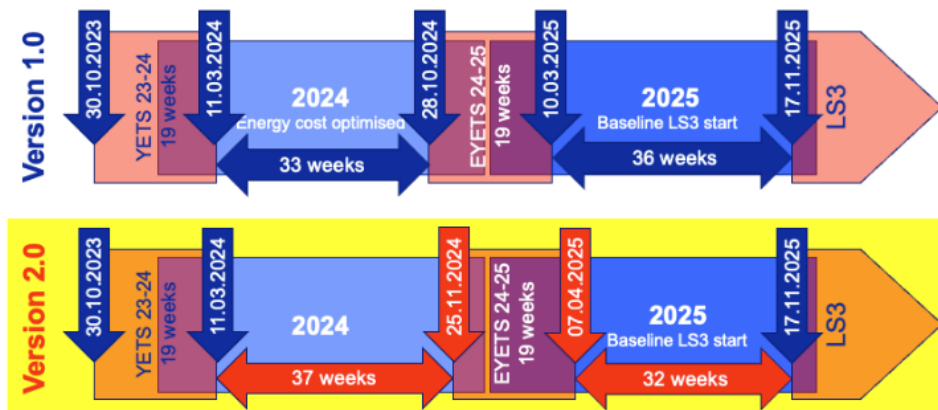 Version 1.0
30.10.2023
YETS 23-24
19 weeks
11.03.2024
2024
Energy cost optimised
33 weeks
28.10.2024
EYETS 24-25
19 weeks
10.03.2025
2025
Baseline LS3 start
36 weeks
17.11.2025
LS3
Version 2.0
30.10.2023
YETS 23-24
19 weeks
11.03.2024
2024
37 weeks
25.11.2024
EYETS 24-25
19 weeks
07.04.2025
2025
Baseline LS3 start
32 weeks
17.11.2025
LS3